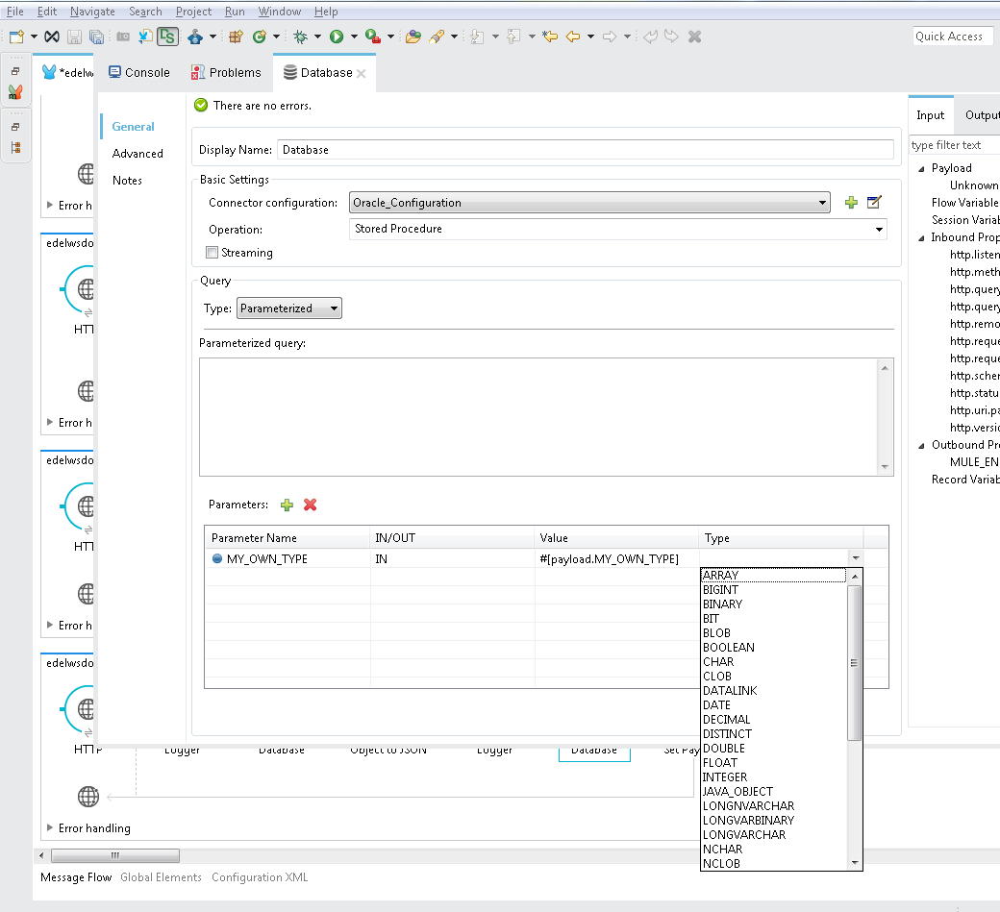 File Edit Navigate Search Project Run Window Help
Quick Access
*edelw
Console
Problems
Database
There are no errors.
General
Advanced
Notes
Display Name: Database
Basic Settings
Connector configuration: Oracle_Configuration
Operation: Stored Procedure
Streaming
Query
Type: Parameterized
Parameterized query:
Parameters:
Parameter Name IN/OUT Value Type
MY_OWN_TYPE IN #[payload.MY_OWN_TYPE]
ARRAY
BIGINT
BINARY
BIT
BLOB
BOOLEAN
CHAR
CLOB
DATALINK
DATE
DECIMAL
DISTINCT
DOUBLE
FLOAT
INTEGER
JAVA_OBJECT
LONGNVARCHAR
LONGVARBINARY
LONGVARCHAR
NCHAR
NCLOB
Input Output
type filter text
Payload
Unknown
Flow Variable
Session Variab
Inbound Prop
http.listen
http.meth
http.query
http.query
http.remo
http.reque
http.reque
http.scher
http.statu
http.uri.pa
http.versio
Outbound Pro
MULE_EN
Record Variab
Error h
edelwsdo
HTT
Error h
edelwsdo
HTT
Error h
edelwsdo
HTTP Logger Database Object to JSON Logger Database Set Pay
Error handling
Message Flow Global Elements Configuration XML